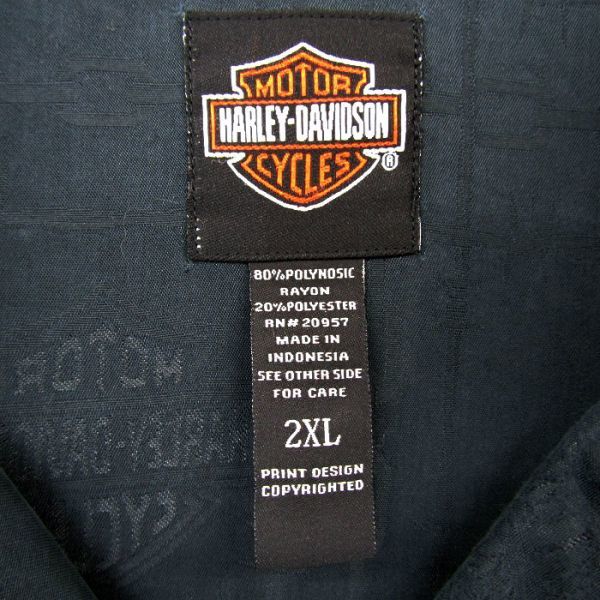 MOTOR
HARLEY-DAVIDSON
CYCLES
®
80%POLYNOSIC
RAYON
20%POLYESTER
RN# 20957
MADE IN
INDONESIA
SEE OTHER SIDE
FOR CARE
2XL
PRINT DESIGN
COPYRIGHTED